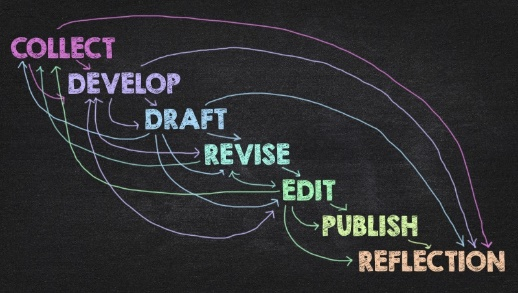 COLLECT
DEVELOP
DRAFT
REVISE
EDIT
PUBLISH
REFLECTION